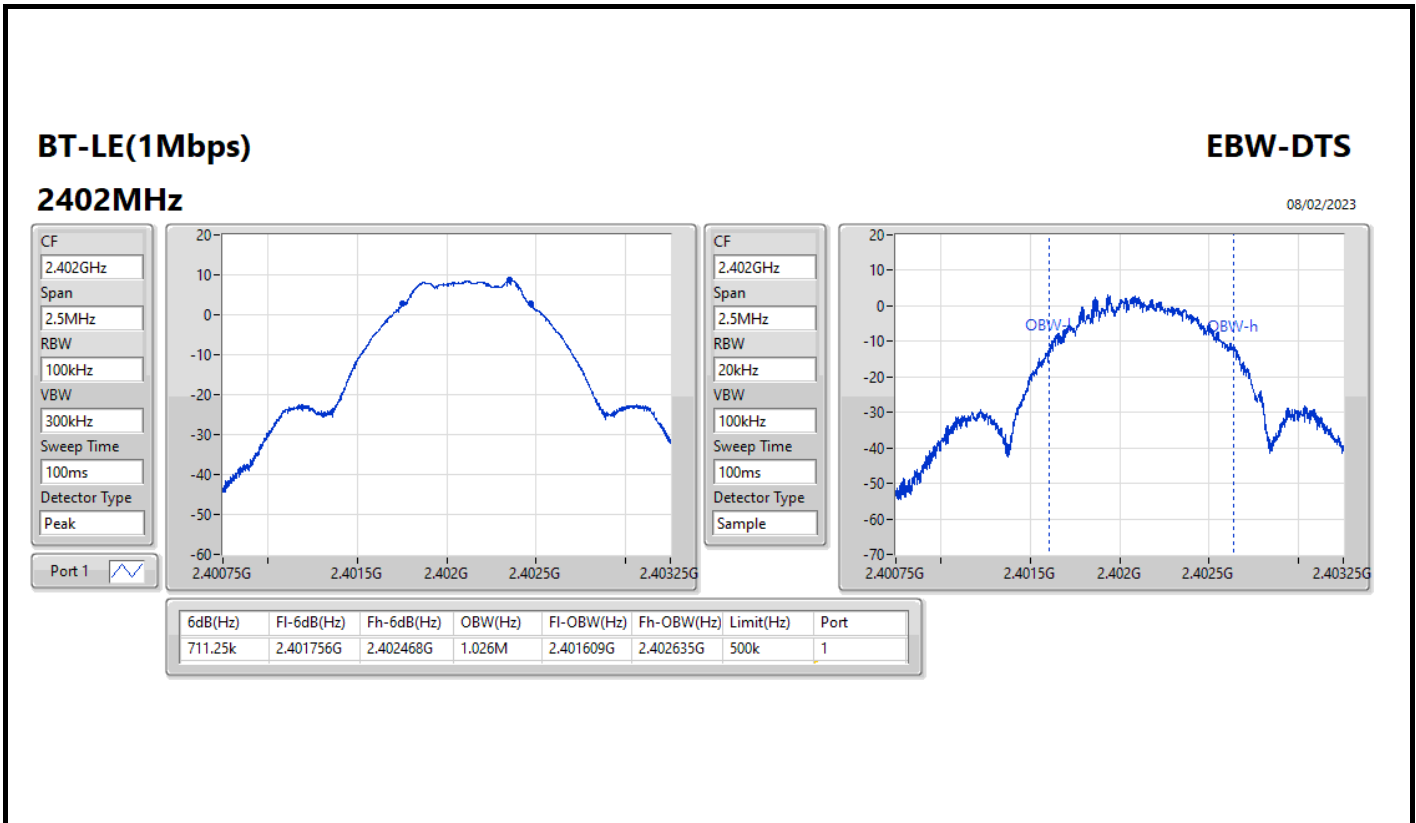 BT-LE(1Mbps)
EBW-DTS
2402MHz
08/02/2023
CF
2.402GHz
Span
2.5MHz
RBW
100kHz
VBW
300kHz
Sweep Time
100ms
Detector Type
Peak
Port 1
20
10
0
-10
-20
-30
-40
-50
-60
2.40075G 2.4015G 2.402G 2.4025G 2.40325G
CF
2.402GHz
Span
2.5MHz
RBW
20kHz
VBW
100kHz
Sweep Time
100ms
Detector Type
Sample
20
10
0
-10
-20
-30
-40
-50
-60
-70
OBW-l OBW-h
2.40075G 2.4015G 2.402G 2.4025G 2.40325G
6dB(Hz) Fl-6dB(Hz) Fh-6dB(Hz) OBW(Hz) Fl-OBW(Hz) Fh-OBW(Hz) Limit(Hz) Port
711.25k 2.401756G 2.402468G 1.026M 2.401609G 2.402635G 500k 1